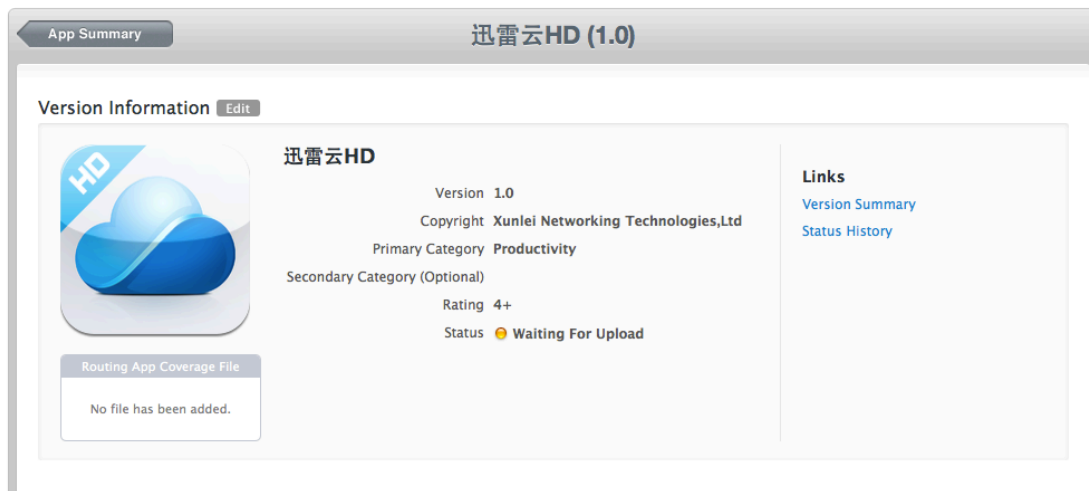 App Summary
迅雷云HD (1.0)
Version Information Edit
HD
迅雷云HD
Version 1.0
Copyright Xunlei Networking Technologies,Ltd
Primary Category Productivity
Secondary Category (Optional)
Rating 4+
Status Waiting For Upload
Links
Version Summary
Status History
Routing App Coverage File
No file has been added.